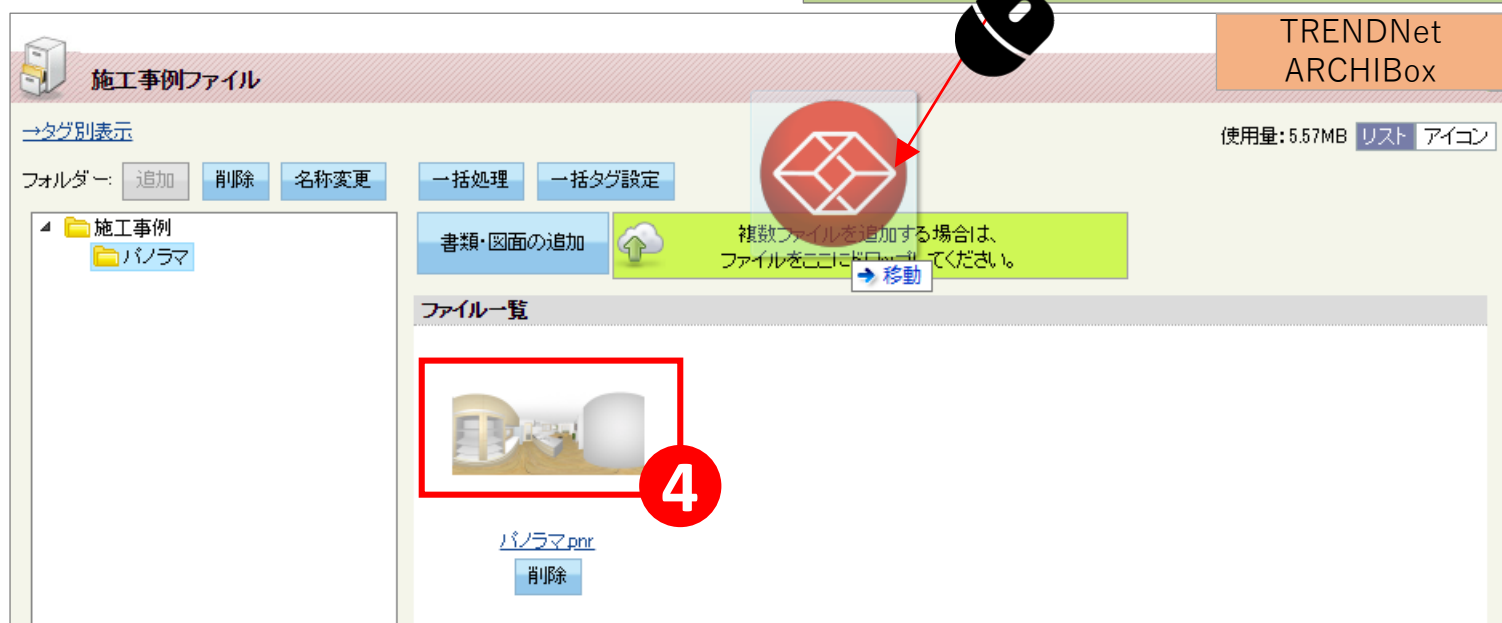 TRENDNet
ARCHIBox
施工事例ファイル
→タグ別表示
使用量:5.57MB リスト アイコン
フォルダー: 追加 削除 名称変更 一括処理 一括タグ設定
施工事例
パノラマ
書類・図面の追加
複数ファイルを追加する場合は、
ファイルをここにドロップしてください。
移動
ファイル一覧
4
パノラマ.pnr
削除